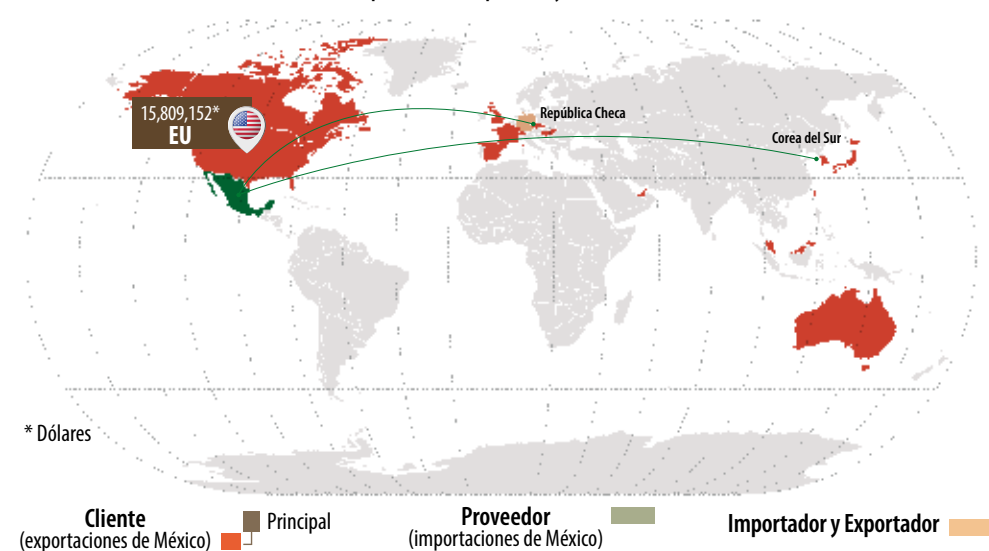 15,809,152*
EU
República Checa
Corea del Sur
* Dólares
Cliente
(exportaciones de México)
Principal
Proveedor
(importaciones de México)
Importador y Exportador